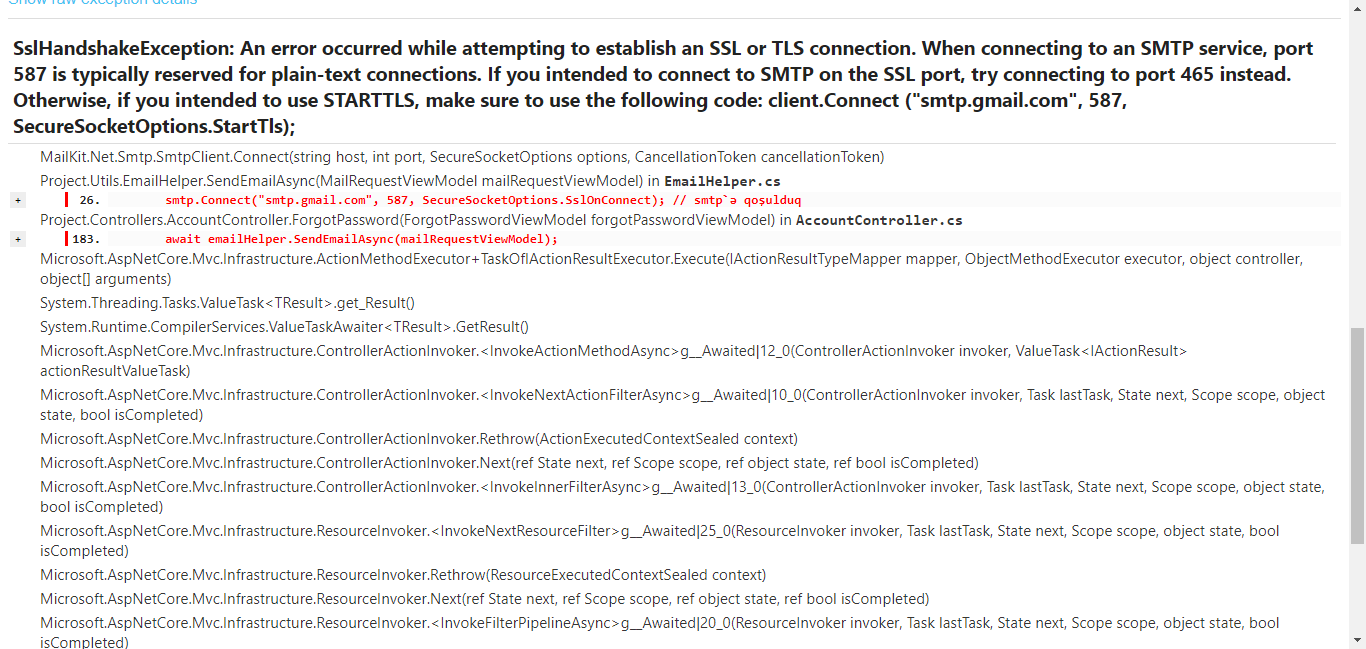 Show raw exception details
SslHandshakeException: An error occurred while attempting to establish an SSL or TLS connection. When connecting to an SMTP service, port
587 is typically reserved for plain-text connections. If you intended to connect to SMTP on the SSL port, try connecting to port 465 instead.
Otherwise, if you intended to use STARTTLS, make sure to use the following code: client.Connect ("smtp.gmail.com", 587,
SecureSocketOptions.StartTls);
MailKit.Net.Smtp.SmtpClient.Connect(string host, int port, SecureSocketOptions options, CancellationToken cancellationToken)
Project.Utils.EmailHelper.SendEmailAsync(MailRequestViewModel mailRequestViewModel) in EmailHelper.cs
+ 26. smtp.Connect("smtp.gmail.com", 587, SecureSocketOptions.SslOnConnect); // smtp`ə qoşulduq
Project.Controllers.AccountController.ForgotPassword(ForgotPasswordViewModel forgotPasswordViewModel) in AccountController.cs
+ 183. await emailHelper.SendEmailAsync(mailRequestViewModel);
Microsoft.AspNetCore.Mvc.Infrastructure.ActionMethodExecutor+TaskOfIActionResultExecutor.Execute(IActionResultTypeMapper mapper, ObjectMethodExecutor executor, object controller,
object[] arguments)
System.Threading.Tasks.ValueTask<TResult>.get_Result()
System.Runtime.CompilerServices.ValueTaskAwaiter<TResult>.GetResult()
Microsoft.AspNetCore.Mvc.Infrastructure.ControllerActionInvoker.<InvokeActionMethodAsync>g__Awaited|12_0(ControllerActionInvoker invoker, ValueTask<IActionResult>
actionResultValueTask)
Microsoft.AspNetCore.Mvc.Infrastructure.ControllerActionInvoker.<InvokeNextActionFilterAsync>g__Awaited|10_0(ControllerActionInvoker invoker, Task lastTask, State next, Scope scope, object
state, bool isCompleted)
Microsoft.AspNetCore.Mvc.Infrastructure.ControllerActionInvoker.Rethrow(ActionExecutedContextSealed context)
Microsoft.AspNetCore.Mvc.Infrastructure.ControllerActionInvoker.Next(ref State next, ref Scope scope, ref object state, ref bool isCompleted)
Microsoft.AspNetCore.Mvc.Infrastructure.ControllerActionInvoker.<InvokeInnerFilterAsync>g__Awaited|13_0(ControllerActionInvoker invoker, Task lastTask, State next, Scope scope, object state,
bool isCompleted)
Microsoft.AspNetCore.Mvc.Infrastructure.ResourceInvoker.<InvokeNextResourceFilter>g__Awaited|25_0(ResourceInvoker invoker, Task lastTask, State next, Scope scope, object state, bool
isCompleted)
Microsoft.AspNetCore.Mvc.Infrastructure.ResourceInvoker.Rethrow(ResourceExecutedContextSealed context)
Microsoft.AspNetCore.Mvc.Infrastructure.ResourceInvoker.Next(ref State next, ref Scope scope, ref object state, ref bool isCompleted)
Microsoft.AspNetCore.Mvc.Infrastructure.ResourceInvoker.<InvokeFilterPipelineAsync>g__Awaited|20_0(ResourceInvoker invoker, Task lastTask, State next, Scope scope, object state, bool
isCompleted)